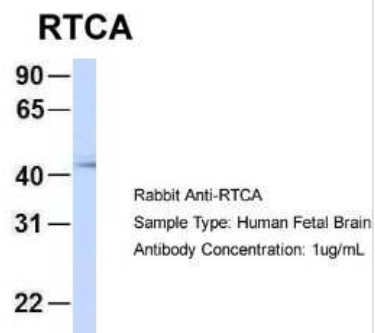 RTCA
90
65
40
31
22
Rabbit Anti-RTCA
Sample Type: Human Fetal Brain
Antibody Concentration: 1ug/mL